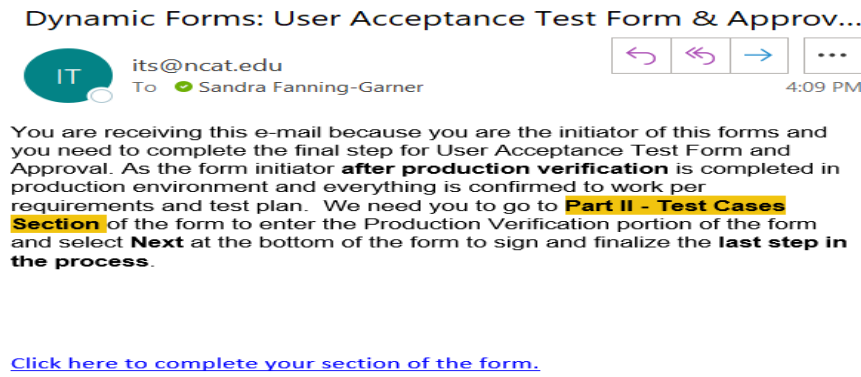 Dynamic Forms: User Acceptance Test Form & Approv...
IT
its@ncat.edu
To Sandra Fanning-Garner
4:09 PM
You are receiving this e-mail because you are the initiator of this forms and
you need to complete the final step for User Acceptance Test Form and
Approval. As the form initiator after production verification is completed in
production environment and everything is confirmed to work per
requirements and test plan. We need you to go to Part II - Test Cases
Section of the form to enter the Production Verification portion of the form
and select Next at the bottom of the form to sign and finalize the last step in
the process.
Click here to complete your section of the form.